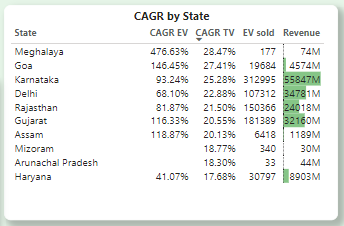 CAGR by State
State CAGR EV CAGR TV EV sold Revenue
Meghalaya 476.63% 28.47% 177 74M
Goa 146.45% 27.41% 19684 4574M
Karnataka 93.24% 25.28% 312995 55847M
Delhi 68.10% 22.88% 107312 34781M
Rajasthan 81.87% 21.50% 150366 24018M
Gujarat 116.33% 20.55% 181389 32160M
Assam 118.87% 20.13% 6418 1189M
Mizoram 18.77% 340 30M
Arunachal Pradesh 18.30% 33 44M
Haryana 41.07% 17.68% 30797 8903M